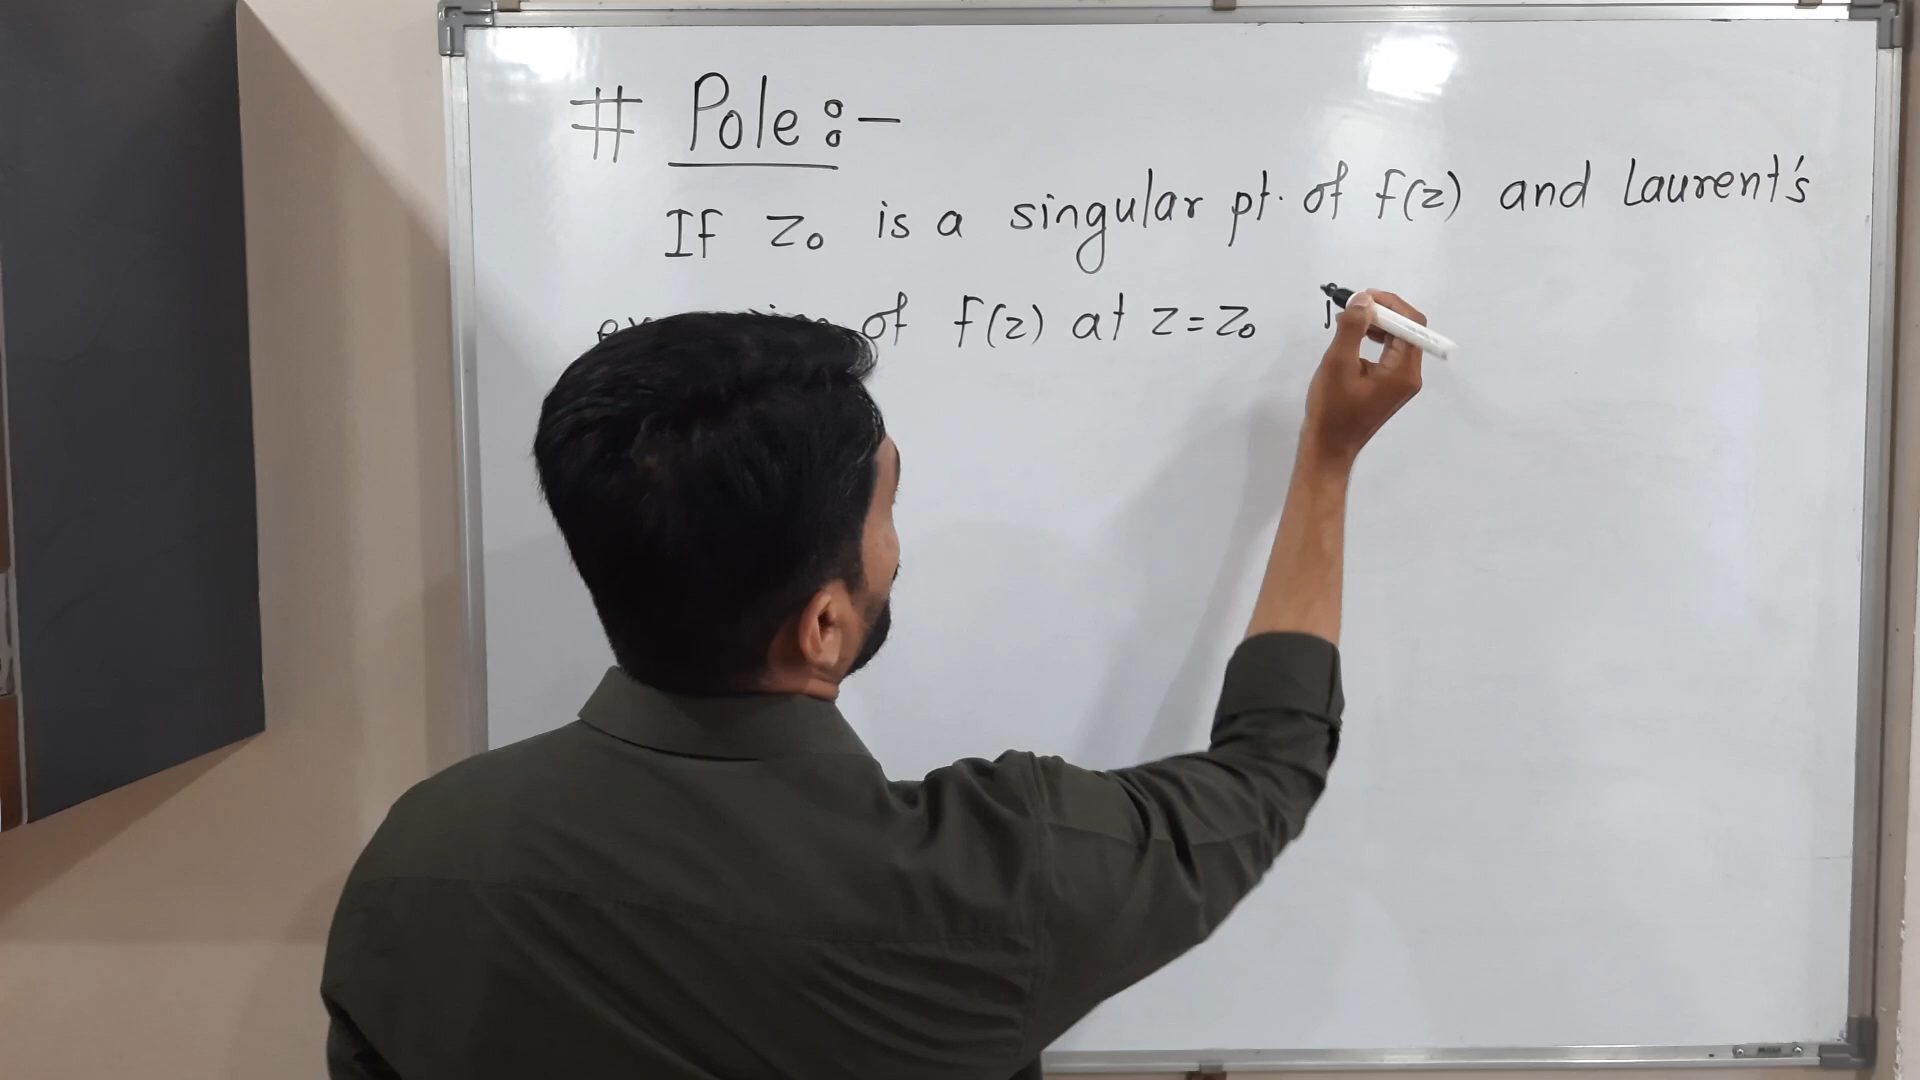 # Pole :-
If z₀ is a singular pt. of f(z) and Laurent's
of f(z) at z = z₀